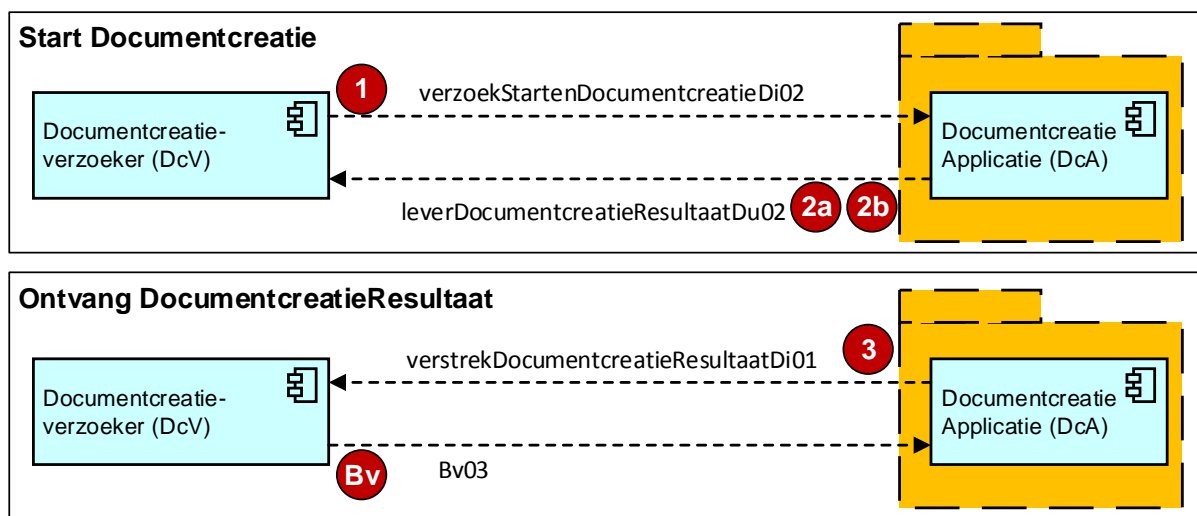 Start Documentcreatie
1
verzoekStartenDocumentcreatieDi02
Documentcreatie-
verzoeker (DcV)
Documentcreatie
Applicatie (DcA)
leverDocumentcreatieResultaatDu02
2a
2b
Ontvang DocumentcreatieResultaat
3
verstrekDocumentcreatieResultaatDi01
Documentcreatie-
verzoeker (DcV)
Documentcreatie
Applicatie (DcA)
Bv
Bv03